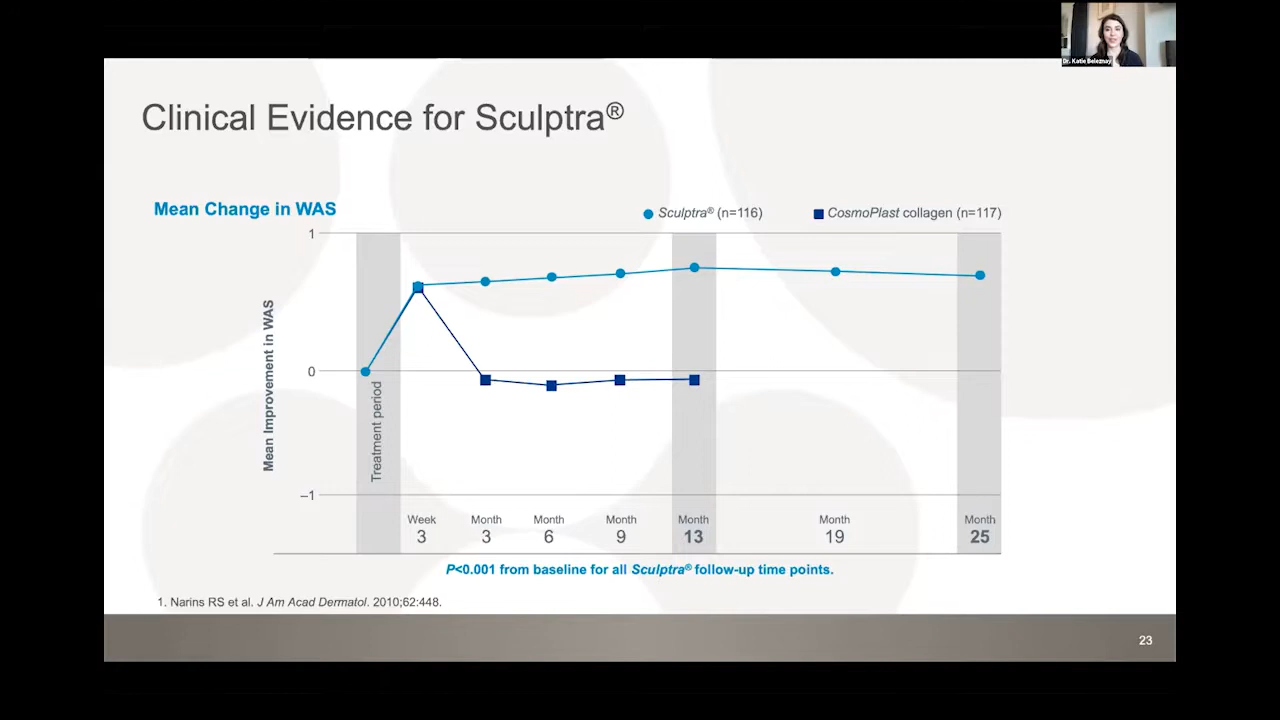 Dr. Katie Beleznay
Clinical Evidence for Sculptra®
Mean Change in WAS
Sculptra® (n=116)
CosmoPlast collagen (n=117)
1
0
–1
Mean Improvement in WAS
Treatment period
Week 3
Month 3
Month 6
Month 9
Month 13
Month 19
Month 25
P<0.001 from baseline for all Sculptra® follow-up time points.
1. Narins RS et al. J Am Acad Dermatol. 2010;62:448.
23